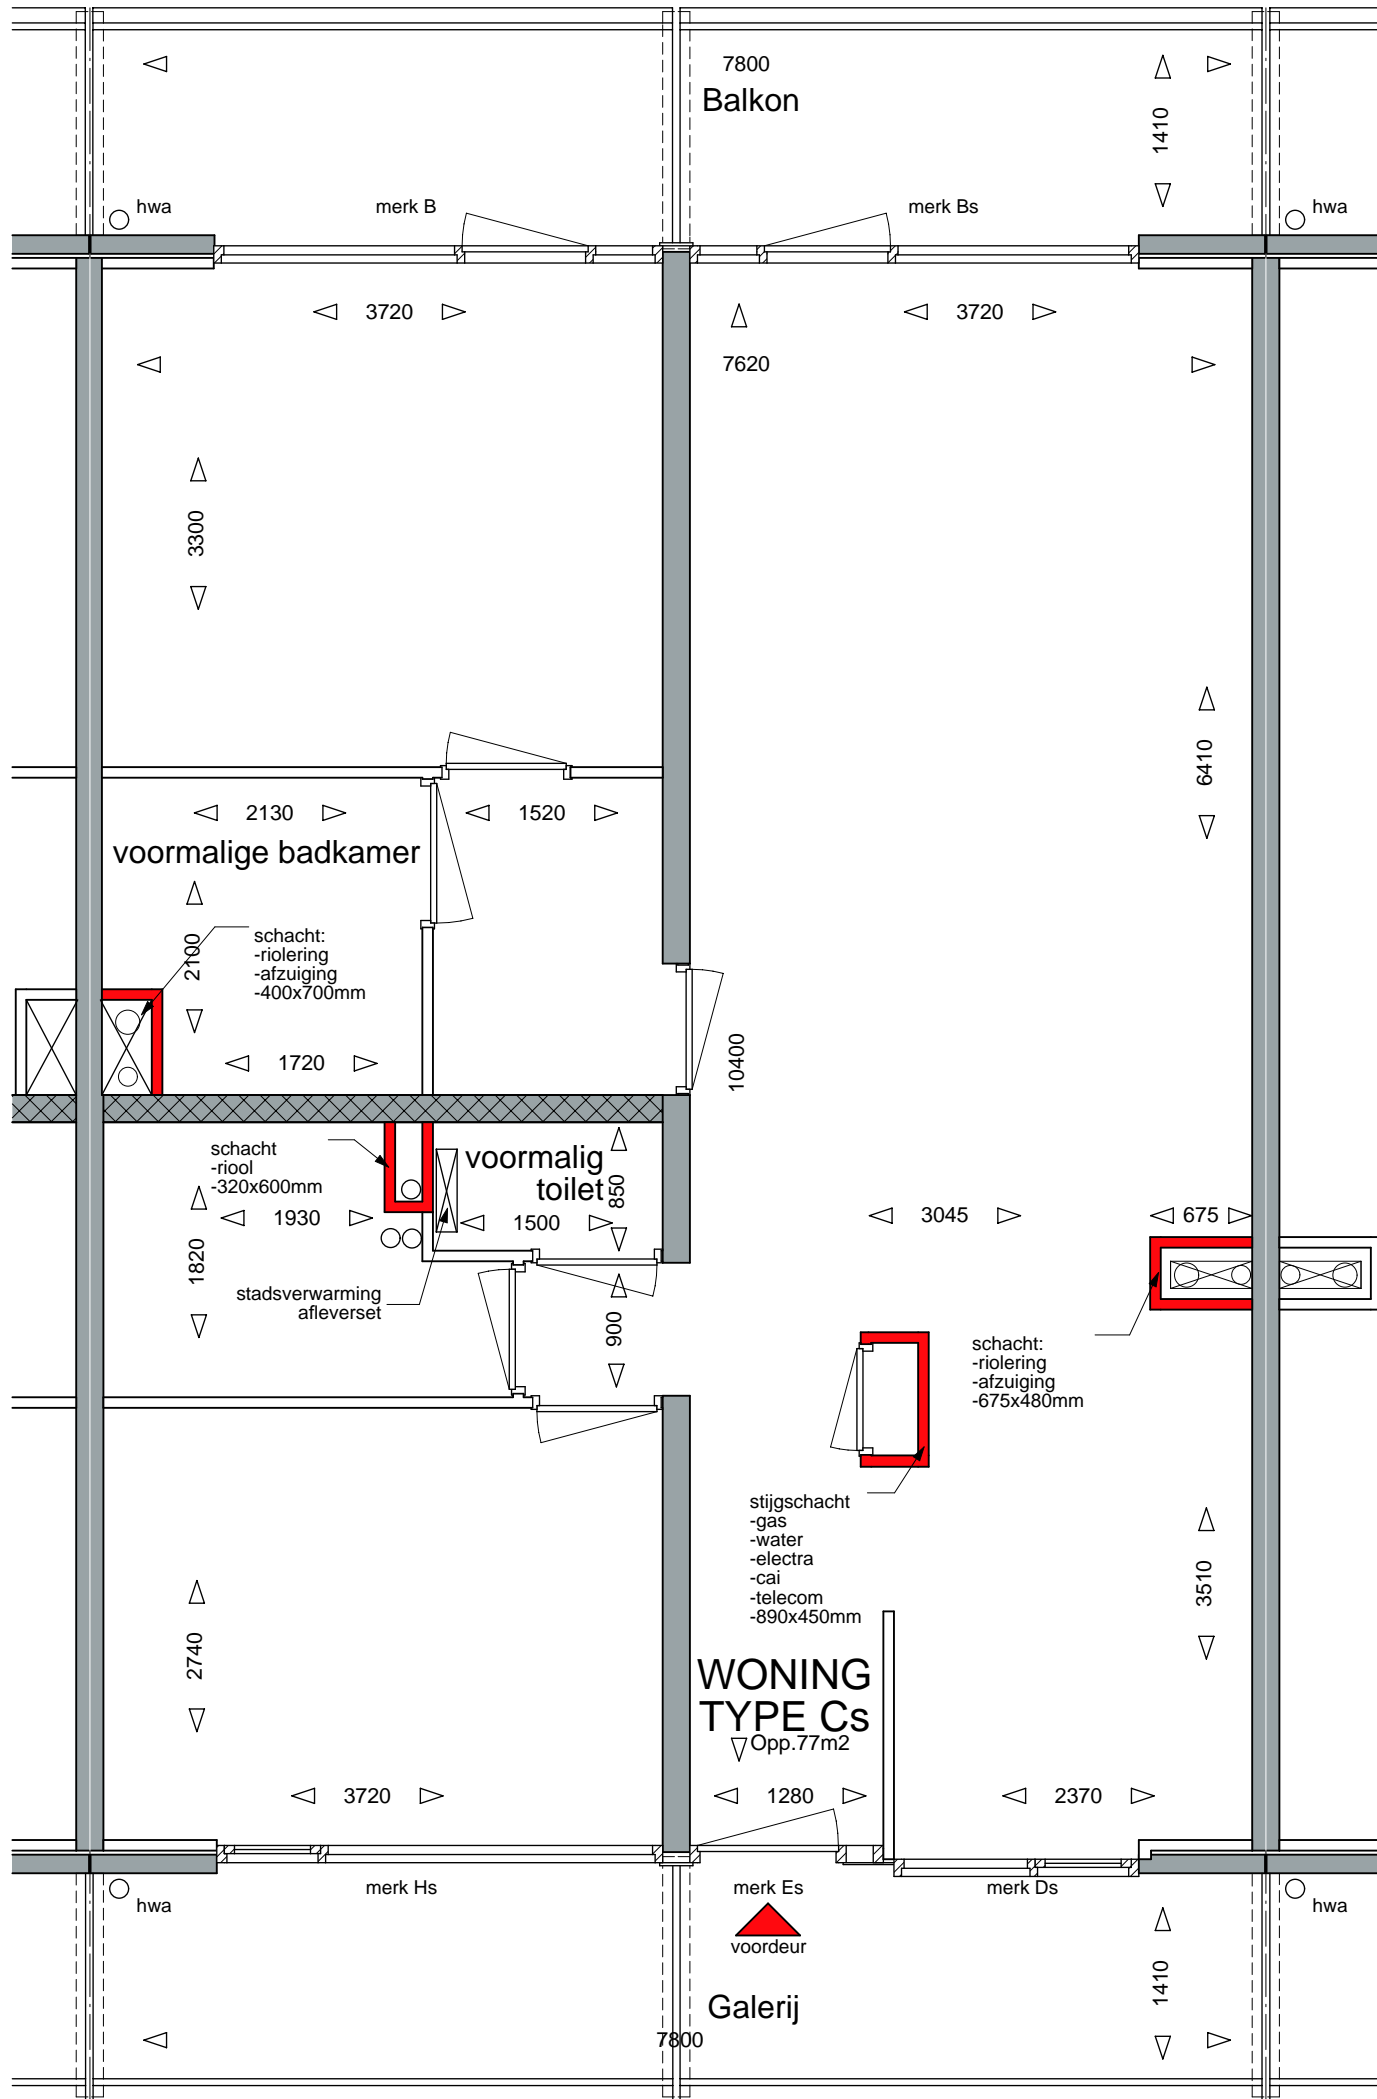 7800
Balkon
1410
hwa
merk B
merk Bs
hwa
3720
3720
7620
3300
6410
2130
1520
voormalige badkamer
2100
schacht:
-riolering
-afzuiging
-400x700mm
1720
10400
schacht
-riool
-320x600mm
voormalig
toilet
850
1930
1500
3045
675
1820
stadsverwarming
afleverset
900
schacht:
-riolering
-afzuiging
-675x480mm
stijgschacht
-gas
-water
-electra
-cai
-telecom
-890x450mm
3510
2740
WONING
TYPE Cs
Opp.77m2
3720
1280
2370
merk Hs
merk Es
merk Ds
hwa
hwa
voordeur
1410
Galerij
7800